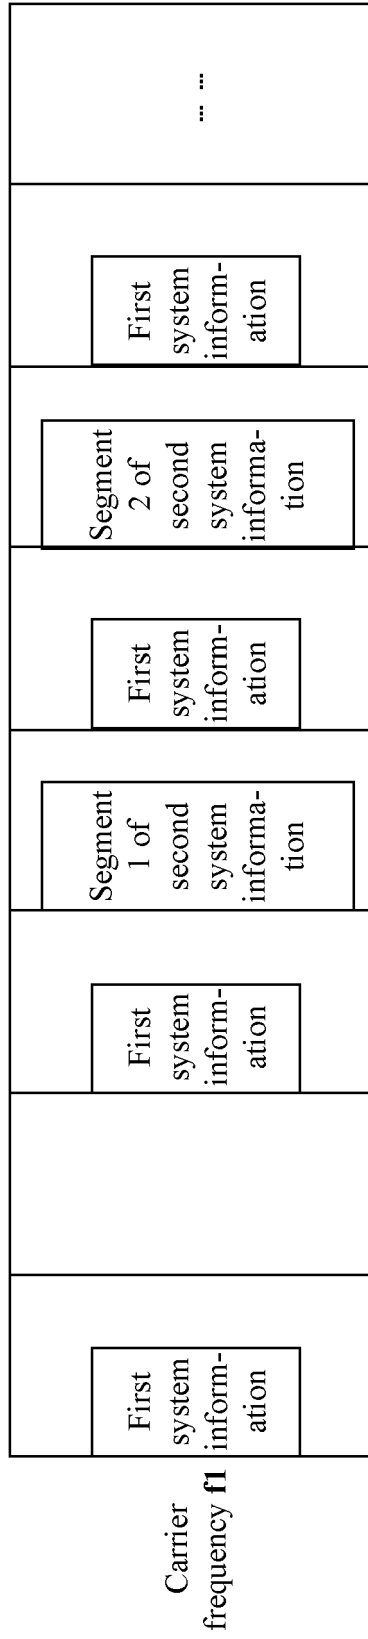 Carrier
frequency f1
First
system
inform-
ation
First
system
inform-
ation
Segment
1 of
second
system
informa-
tion
First
system
inform-
ation
Segment
2 of
second
system
informa-
tion
First
system
inform-
ation
... ...